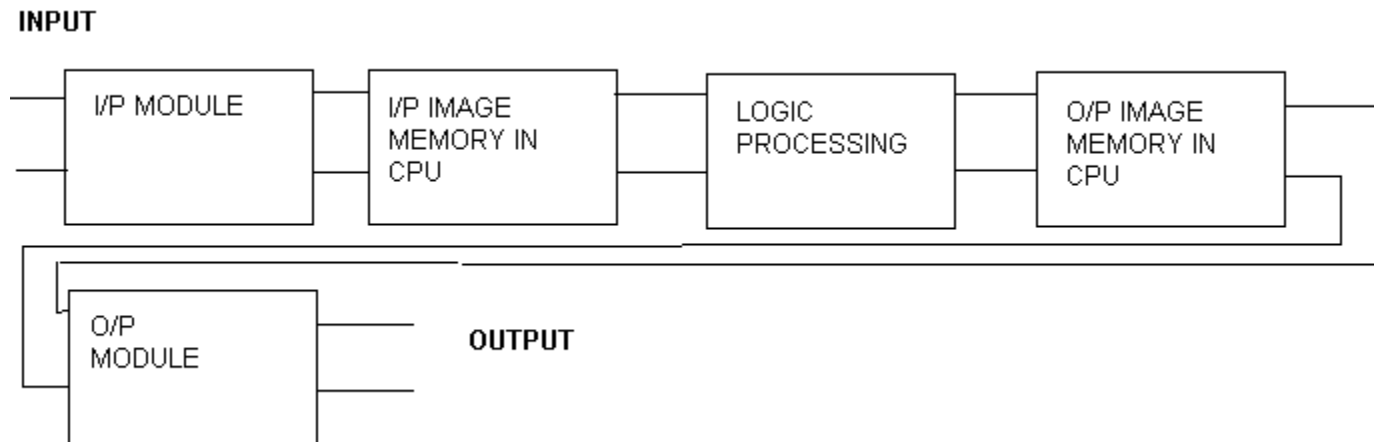 INPUT
I/P MODULE
I/P IMAGE
MEMORY IN
CPU
LOGIC
PROCESSING
O/P IMAGE
MEMORY IN
CPU
O/P
MODULE
OUTPUT